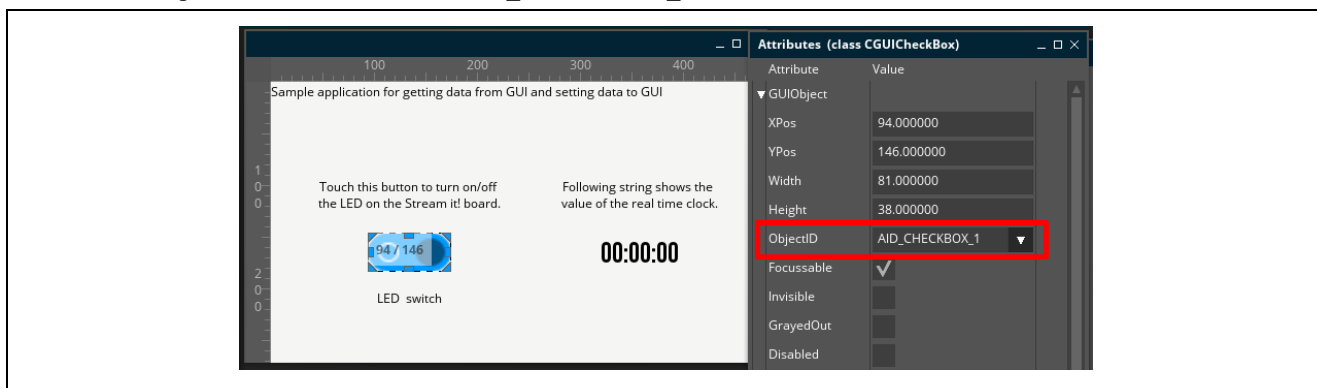 Attributes (class CGUICheckBox)
100 200 300 400
Attribute Value
Sample application for getting data from GUI and setting data to GUI
GUIObject
XPos 94.000000
YPos 146.000000
100
Width 81.000000
Touch this button to turn on/off
the LED on the Stream it! board.
Following string shows the
value of the real time clock.
Height 38.000000
ObjectID AID_CHECKBOX_1
94 / 146
00:00:00
Focussable
200
LED switch
Invisible
GrayedOut
Disabled